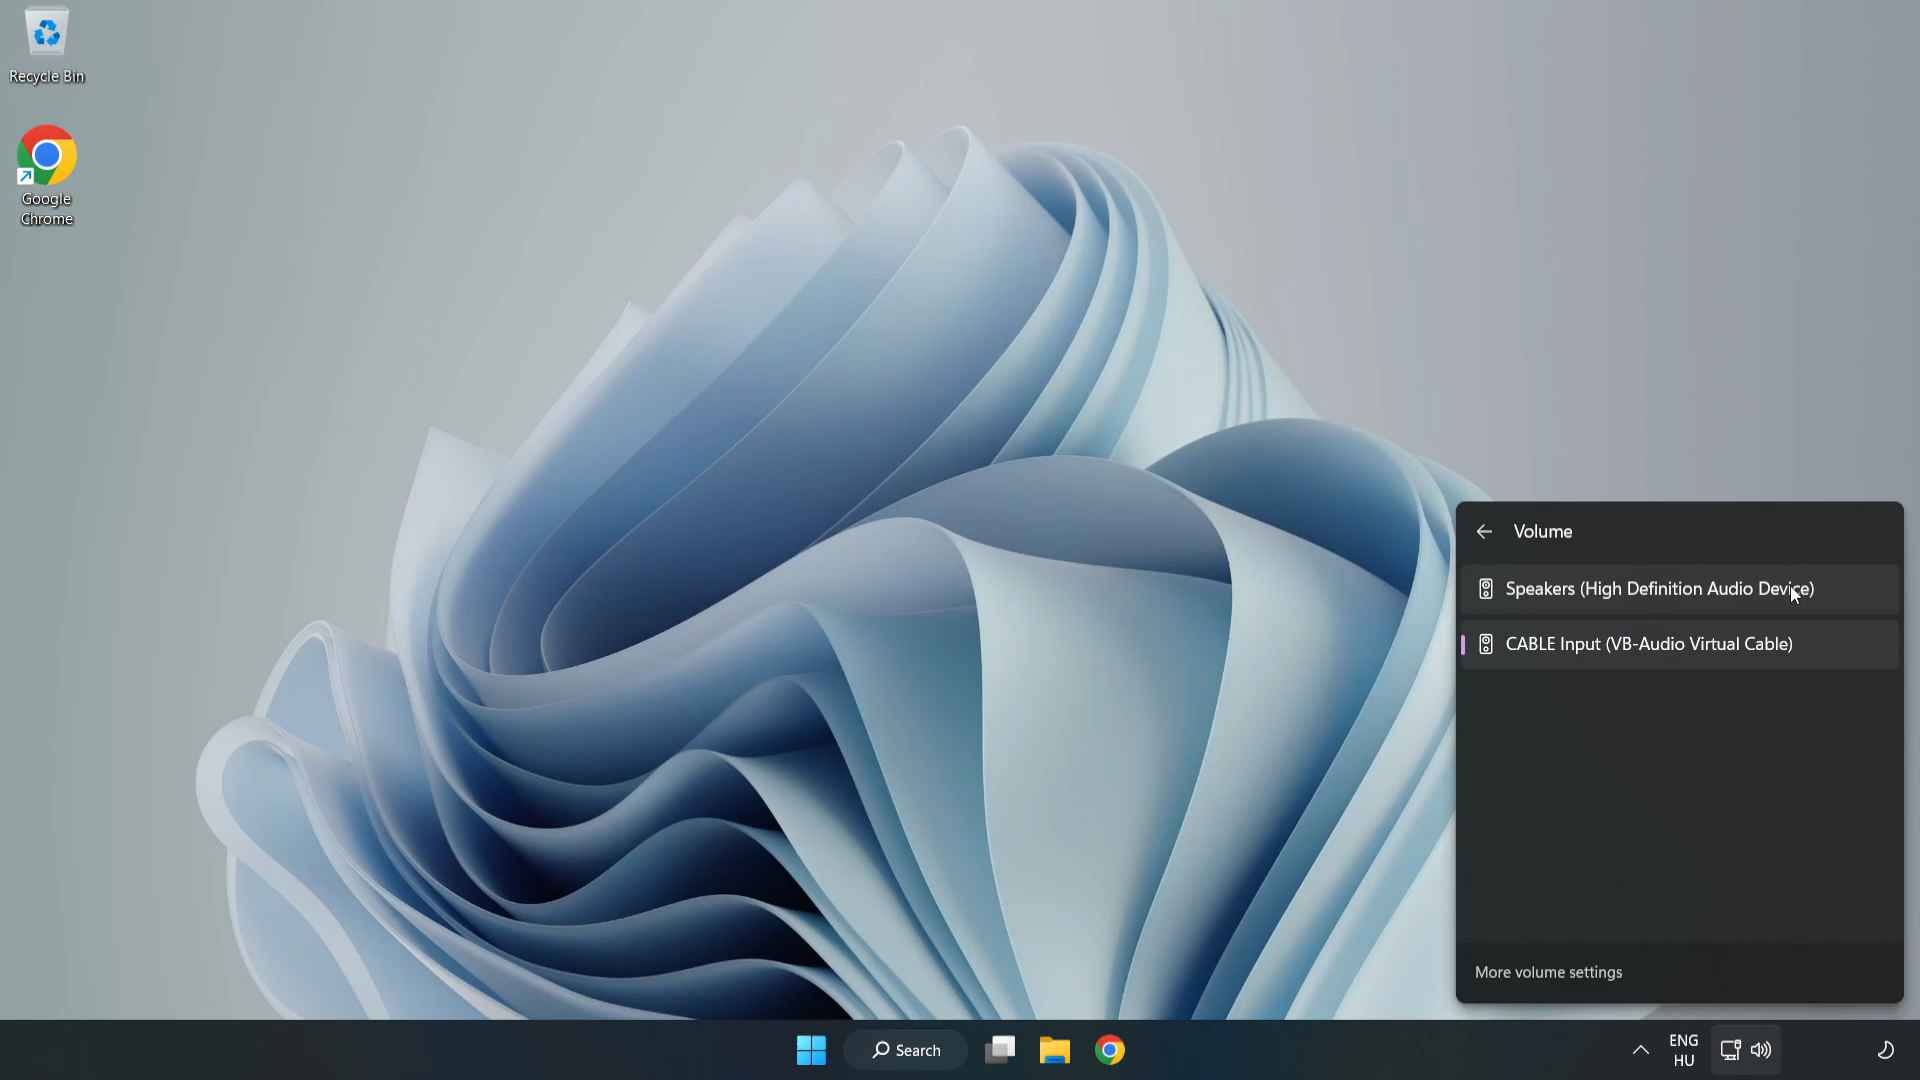 Recycle Bin
Google
Chrome
Volume
Speakers (High Definition Audio Device)
CABLE Input (VB-Audio Virtual Cable)
More volume settings
Search
ENG
HU